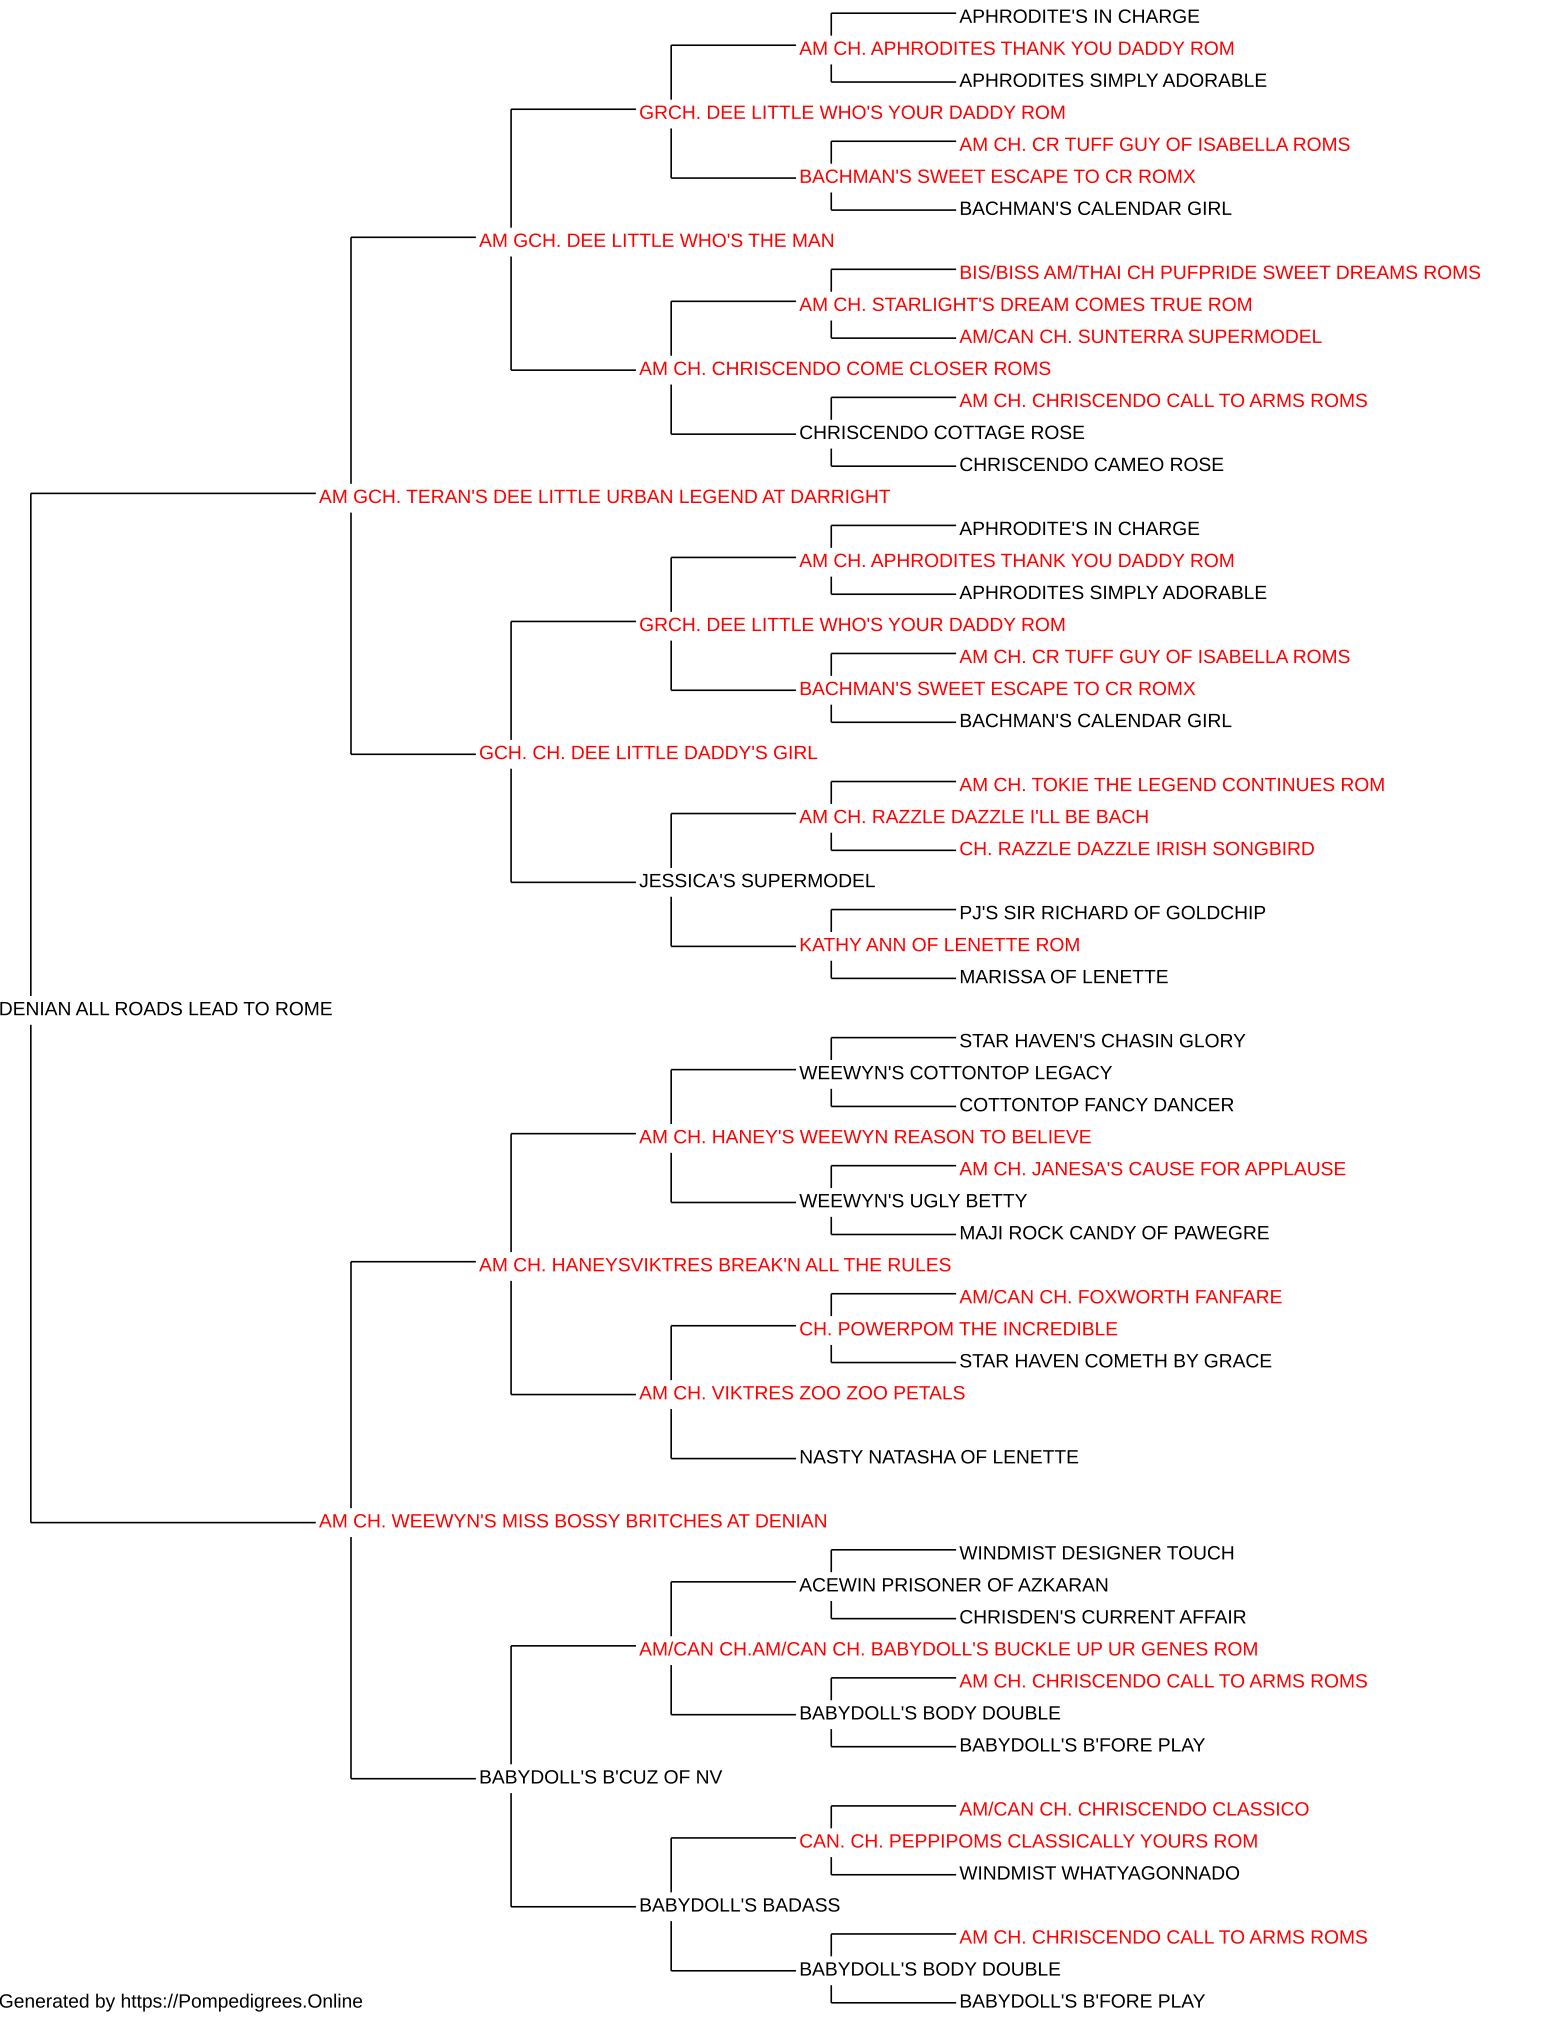 APHRODITE'S IN CHARGE
AM CH. APHRODITES THANK YOU DADDY ROM
APHRODITES SIMPLY ADORABLE
GRCH. DEE LITTLE WHO'S YOUR DADDY ROM
AM CH. CR TUFF GUY OF ISABELLA ROMS
BACHMAN'S SWEET ESCAPE TO CR ROMX
BACHMAN'S CALENDAR GIRL
AM GCH. DEE LITTLE WHO'S THE MAN
BIS/BISS AM/THAI CH PUFPRIDE SWEET DREAMS ROMS
AM CH. STARLIGHT'S DREAM COMES TRUE ROM
AM/CAN CH. SUNTERRA SUPERMODEL
AM CH. CHRISCENDO COME CLOSER ROMS
AM CH. CHRISCENDO CALL TO ARMS ROMS
CHRISCENDO COTTAGE ROSE
CHRISCENDO CAMEO ROSE
AM GCH. TERAN'S DEE LITTLE URBAN LEGEND AT DARRIGHT
APHRODITE'S IN CHARGE
AM CH. APHRODITES THANK YOU DADDY ROM
APHRODITES SIMPLY ADORABLE
GRCH. DEE LITTLE WHO'S YOUR DADDY ROM
AM CH. CR TUFF GUY OF ISABELLA ROMS
BACHMAN'S SWEET ESCAPE TO CR ROMX
BACHMAN'S CALENDAR GIRL
GCH. CH. DEE LITTLE DADDY'S GIRL
AM CH. TOKIE THE LEGEND CONTINUES ROM
AM CH. RAZZLE DAZZLE I'LL BE BACH
CH. RAZZLE DAZZLE IRISH SONGBIRD
JESSICA'S SUPERMODEL
PJ'S SIR RICHARD OF GOLDCHIP
KATHY ANN OF LENETTE ROM
MARISSA OF LENETTE
DENIAN ALL ROADS LEAD TO ROME
STAR HAVEN'S CHASIN GLORY
WEEWYN'S COTTONTOP LEGACY
COTTONTOP FANCY DANCER
AM CH. HANEY'S WEEWYN REASON TO BELIEVE
AM CH. JANESA'S CAUSE FOR APPLAUSE
WEEWYN'S UGLY BETTY
MAJI ROCK CANDY OF PAWEGRE
AM CH. HANEYSVIKTRES BREAK'N ALL THE RULES
AM/CAN CH. FOXWORTH FANFARE
CH. POWERPOM THE INCREDIBLE
STAR HAVEN COMETH BY GRACE
AM CH. VIKTRES ZOO ZOO PETALS
NASTY NATASHA OF LENETTE
AM CH. WEEWYN'S MISS BOSSY BRITCHES AT DENIAN
WINDMIST DESIGNER TOUCH
ACEWIN PRISONER OF AZKARAN
CHRISDEN'S CURRENT AFFAIR
AM/CAN CH.AM/CAN CH. BABYDOLL'S BUCKLE UP UR GENES ROM
AM CH. CHRISCENDO CALL TO ARMS ROMS
BABYDOLL'S BODY DOUBLE
BABYDOLL'S B'FORE PLAY
BABYDOLL'S B'CUZ OF NV
AM/CAN CH. CHRISCENDO CLASSICO
CAN. CH. PEPPIPOMS CLASSICALLY YOURS ROM
WINDMIST WHATYAGONNADO
BABYDOLL'S BADASS
AM CH. CHRISCENDO CALL TO ARMS ROMS
BABYDOLL'S BODY DOUBLE
BABYDOLL'S B'FORE PLAY
Generated by https://Pompedigrees.Online